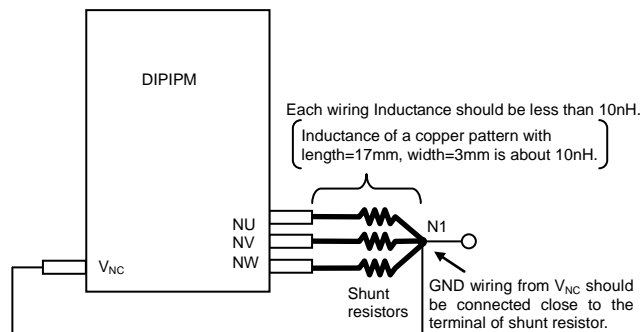 DIPIPM
Each wiring Inductance should be less than 10nH.
Inductance of a copper pattern with
length=17mm, width=3mm is about 10nH.
NU
NV
NW
VNC
N1
Shunt
resistors
GND wiring from VNC should
be connected close to the
terminal of shunt resistor.